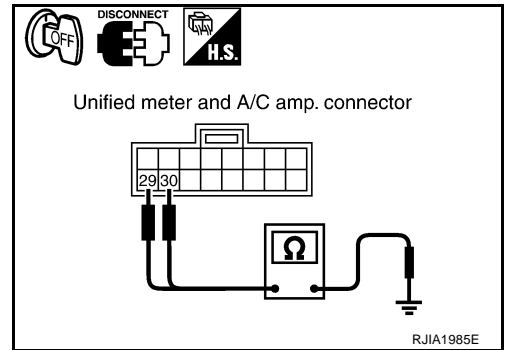 OFF
DISCONNECT
H.S.
Unified meter and A/C amp. connector
29 30
Ω
RJIA1985E